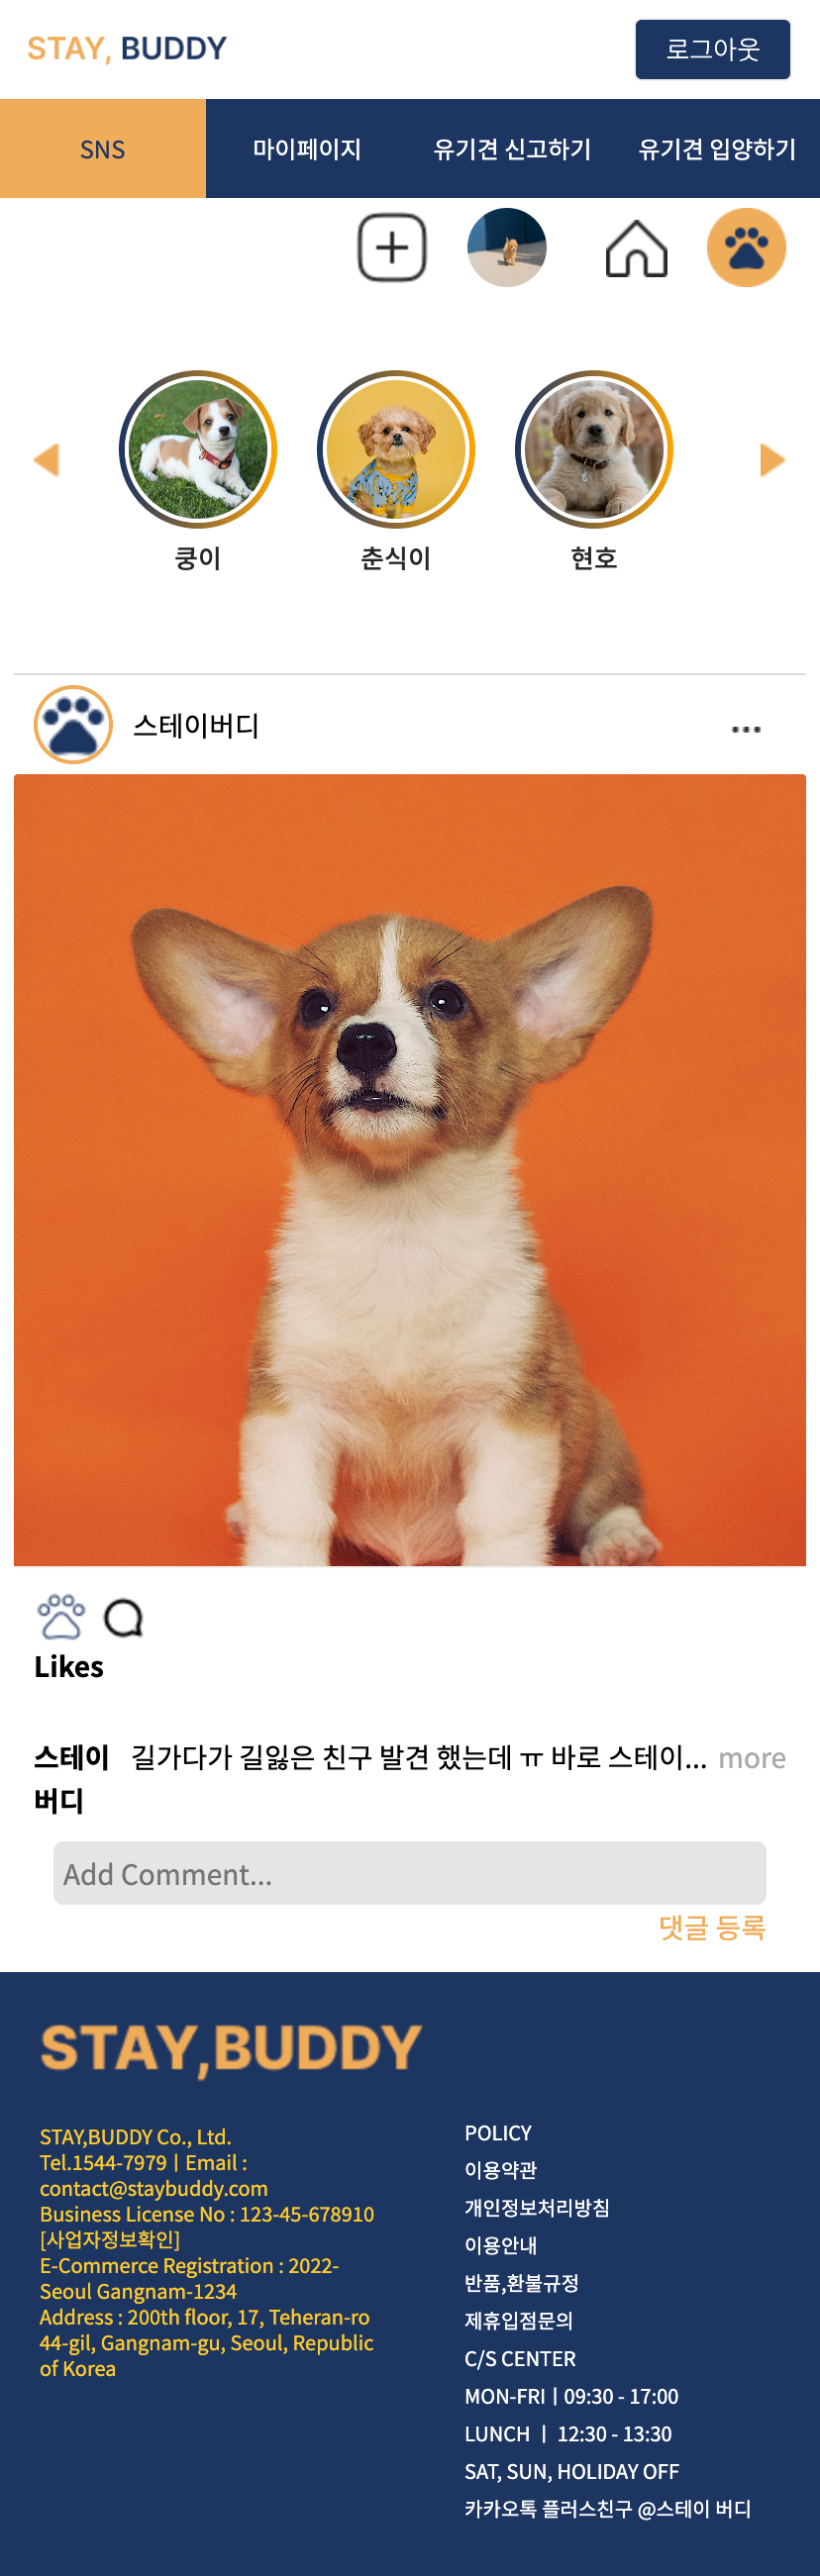 STAY, BUDDY
로그아웃
SNS
마이페이지
유기견 신고하기
유기견 입양하기
쿵이
춘식이
현호
스테이버디
Likes
스테이 길가다가 길잃은 친구 발견 했는데 ㅠ 바로 스테이... more
버디
Add Comment...
댓글 등록
STAY,BUDDY
STAY,BUDDY Co., Ltd.
Tel.1544-7979ㅣEmail :
contact@staybuddy.com
Business License No : 123-45-678910
[사업자정보확인]
E-Commerce Registration : 2022-
Seoul Gangnam-1234
Address : 200th floor, 17, Teheran-ro
44-gil, Gangnam-gu, Seoul, Republic
of Korea
POLICY
이용약관
개인정보처리방침
이용안내
반품,환불규정
제휴입점문의
C/S CENTER
MON-FRIㅣ09:30 - 17:00
LUNCH ㅣ 12:30 - 13:30
SAT, SUN, HOLIDAY OFF
카카오톡 플러스친구 @스테이 버디